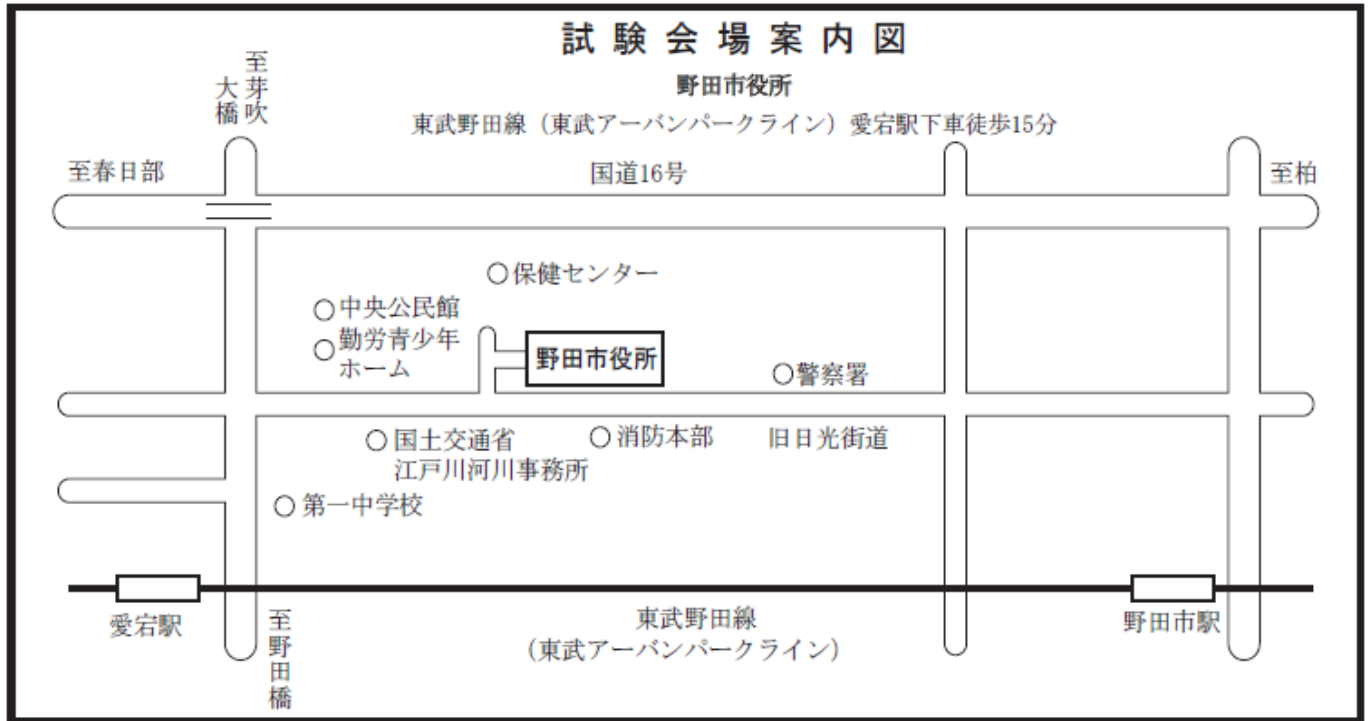 試験会場案内図
野田市役所
東武野田線（東武アーバンパークライン）愛宕駅下車徒歩15分
至芽吹
大橋
至春日部
国道16号
至柏
保健センター
中央公民館
勤労青少年
ホーム
野田市役所
警察署
国土交通省
江戸川河川事務所
消防本部
旧日光街道
第一中学校
愛宕駅
至野田橋
東武野田線
（東武アーバンパークライン）
野田市駅